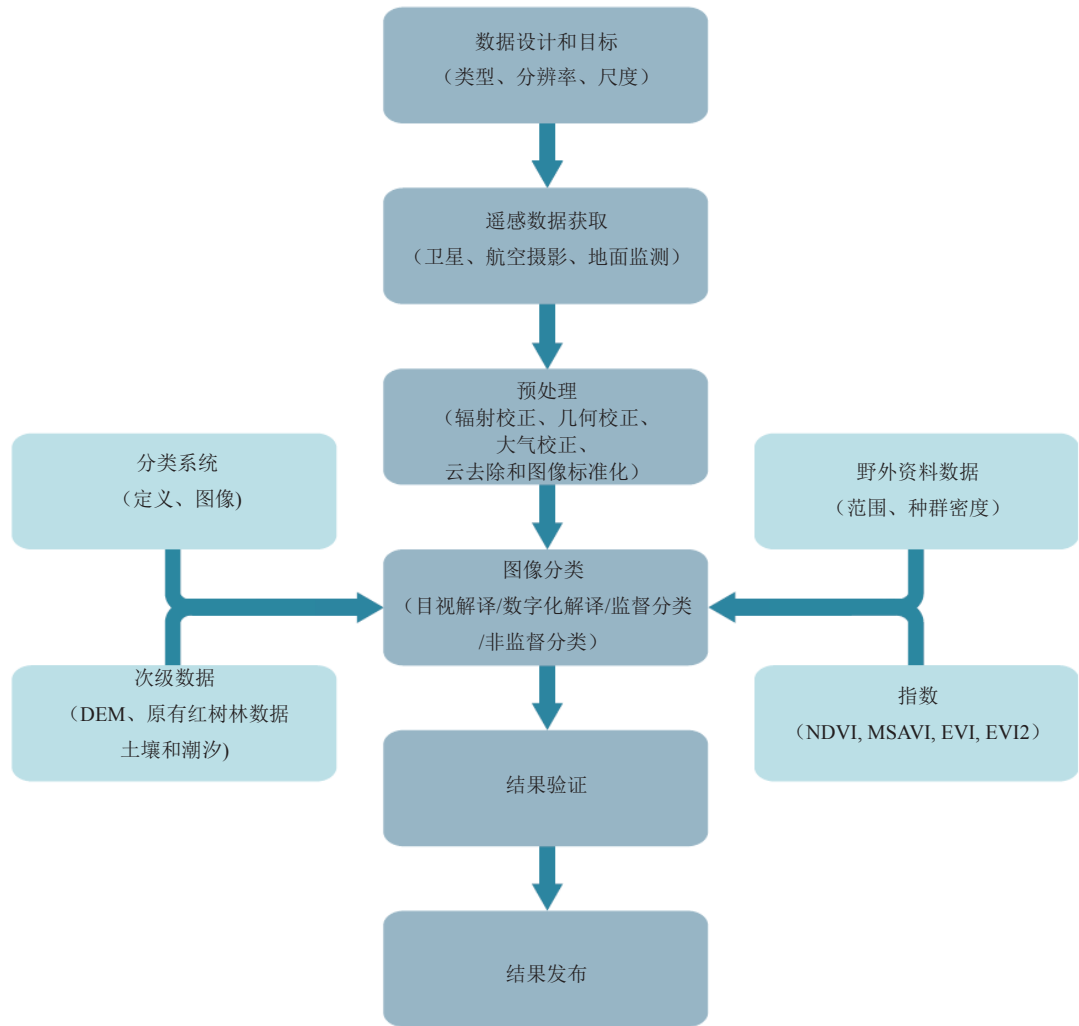 数据设计和目标
（类型、分辨率、尺度）
遥感数据获取
（卫星、航空摄影、地面监测）
预处理
（辐射校正、几何校正、
大气校正、
云去除和图像标准化）
分类系统
（定义、图像)
野外资料数据
（范围、种群密度）
图像分类
（目视解译/数字化解译/监督分类
/非监督分类）
次级数据
（DEM、原有红树林数据
土壤和潮汐)
指数
（NDVI, MSAVI, EVI, EVI2）
结果验证
结果发布